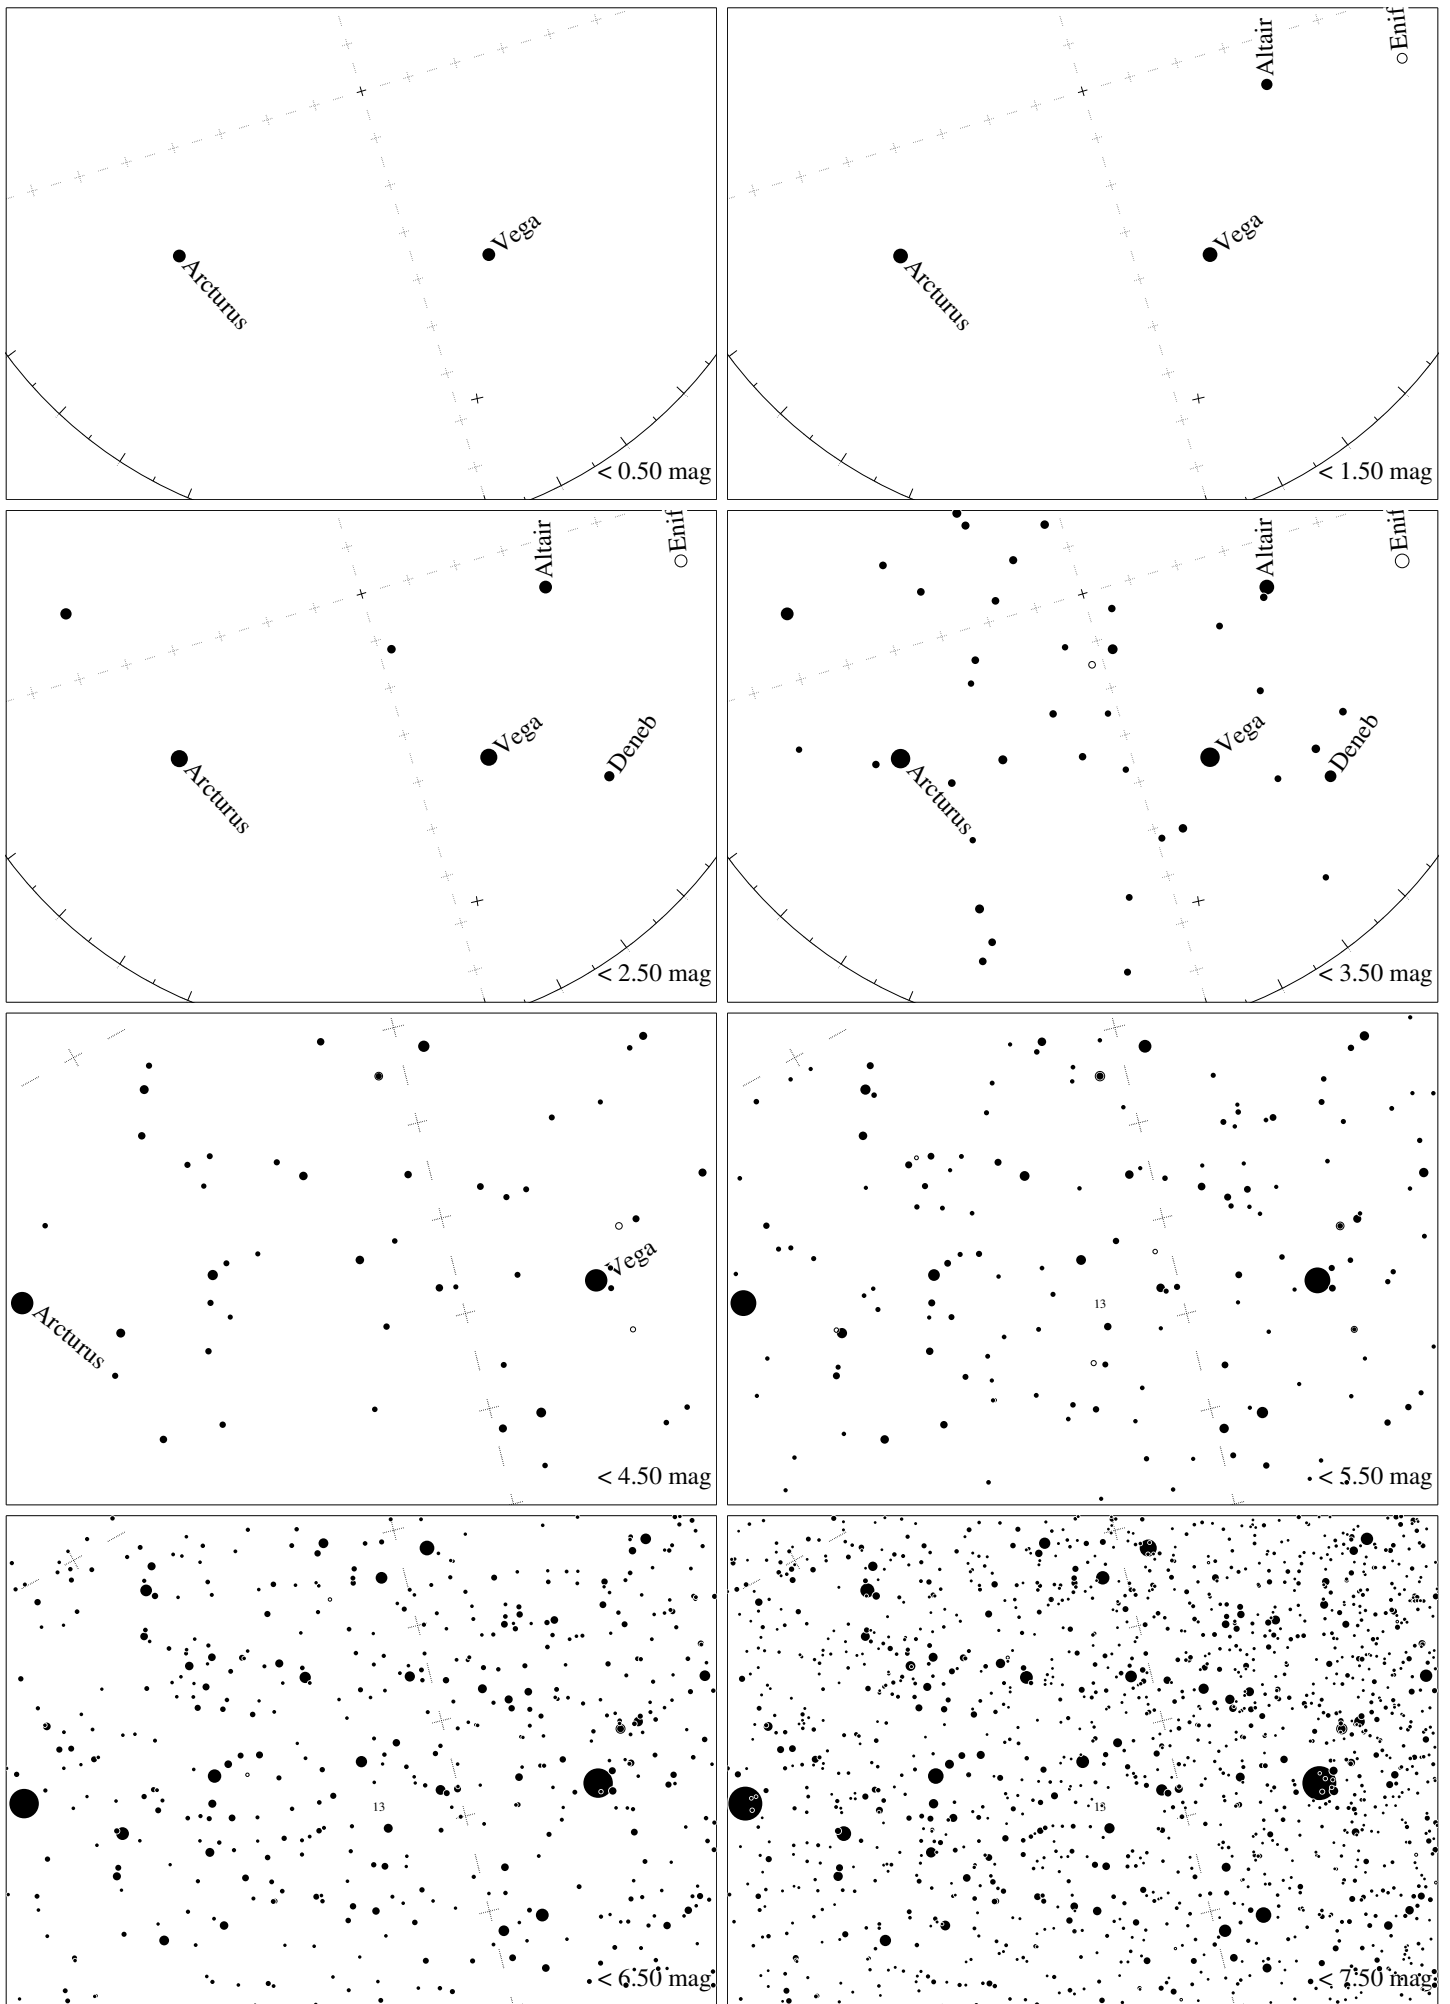 Vega
Arcturus
< 0.50 mag
Altair
Enif
Vega
Arcturus
< 1.50 mag
Altair
Enif
Vega
Deneb
Arcturus
< 2.50 mag
Altair
Enif
Vega
Deneb
Arcturus
< 3.50 mag
Vega
Arcturus
< 4.50 mag
13
< 5.50 mag
13
< 6.50 mag
13
< 7.50 mag